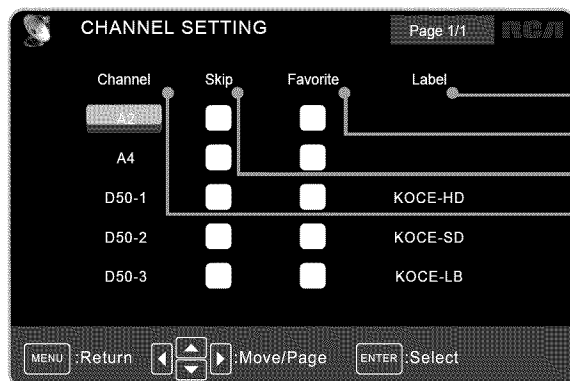 CHANNEL SETTING Page 1/1 RCA
Channel Skip Favorite Label
A2
A4
D50-1 KOCE-HD
D50-2 KOCE-SD
D50-3 KOCE-LB
MENU :Return :Move/Page ENTER :Select